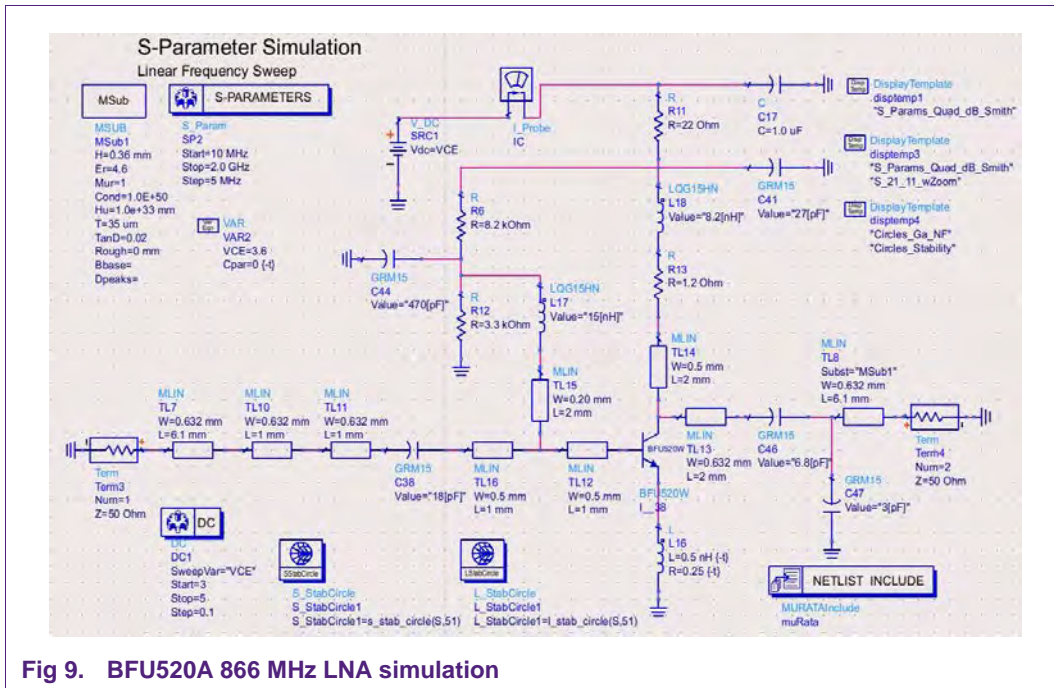 S-Parameter Simulation
Linear Frequency Sweep
MSub
MSUB
MSub1
H=0.36 mm
Er=4.6
Mur=1
Cond=1.0E+50
Hu=1.0e+33 mm
T=35 um
TanD=0.02
Rough=0 mm
Bbase=
Dpeaks=
S-PARAMETERS
S_Param
SP2
Start=10 MHz
Stop=2.0 GHz
Step=5 MHz
VAR
VAR2
VCE=3.6
Cpar=0 {-t}
V_DC
SRC1
Vdc=VCE
I_Probe
IC
R
R11
R=22 Ohm
C
C17
C=1.0 uF
DisplayTemplate
disptemp1
"S_Params_Quad_dB_Smith"
DisplayTemplate
disptemp3
"S_Params_Quad_dB_Smith"
"S_21_11_wZoom"
DisplayTemplate
disptemp4
"Circles_Ga_NF"
"Circles_Stability"
R
R6
R=8.2 kOhm
LQG15HN
L18
Value="8.2[nH]"
GRM15
C41
Value="27[pF]"
GRM15
C44
Value="470[pF]"
R
R12
R=3.3 kOhm
LQG15HN
L17
Value="15[nH]"
R
R13
R=1.2 Ohm
MLIN
TL14
W=0.5 mm
L=2 mm
MLIN
TL8
Subst="MSub1"
W=0.632 mm
L=6.1 mm
MLIN
TL15
W=0.20 mm
L=2 mm
MLIN
TL7
W=0.632 mm
L=6.1 mm
MLIN
TL10
W=0.632 mm
L=1 mm
MLIN
TL11
W=0.632 mm
L=1 mm
Term
Term3
Num=1
Z=50 Ohm
GRM15
C38
Value="18[pF]"
MLIN
TL16
W=0.5 mm
L=1 mm
MLIN
TL12
W=0.5 mm
L=1 mm
BFU520W
BFU520W
I__38
MLIN
TL13
W=0.632 mm
L=2 mm
GRM15
C46
Value="6.8[pF]"
GRM15
C47
Value="3[pF]"
Term
Term4
Num=2
Z=50 Ohm
L
L16
L=0.5 nH {-t}
R=0.25 {-t}
DC
DC
DC1
SweepVar="VCE"
Start=3
Stop=5
Step=0.1
SStabCircle
S_StabCircle
S_StabCircle1
S_StabCircle1=s_stab_circle(S,51)
LStabCircle
L_StabCircle
L_StabCircle1
L_StabCircle1=l_stab_circle(S,51)
NETLIST INCLUDE
MURATAInclude
muRata
Fig 9. BFU520A 866 MHz LNA simulation